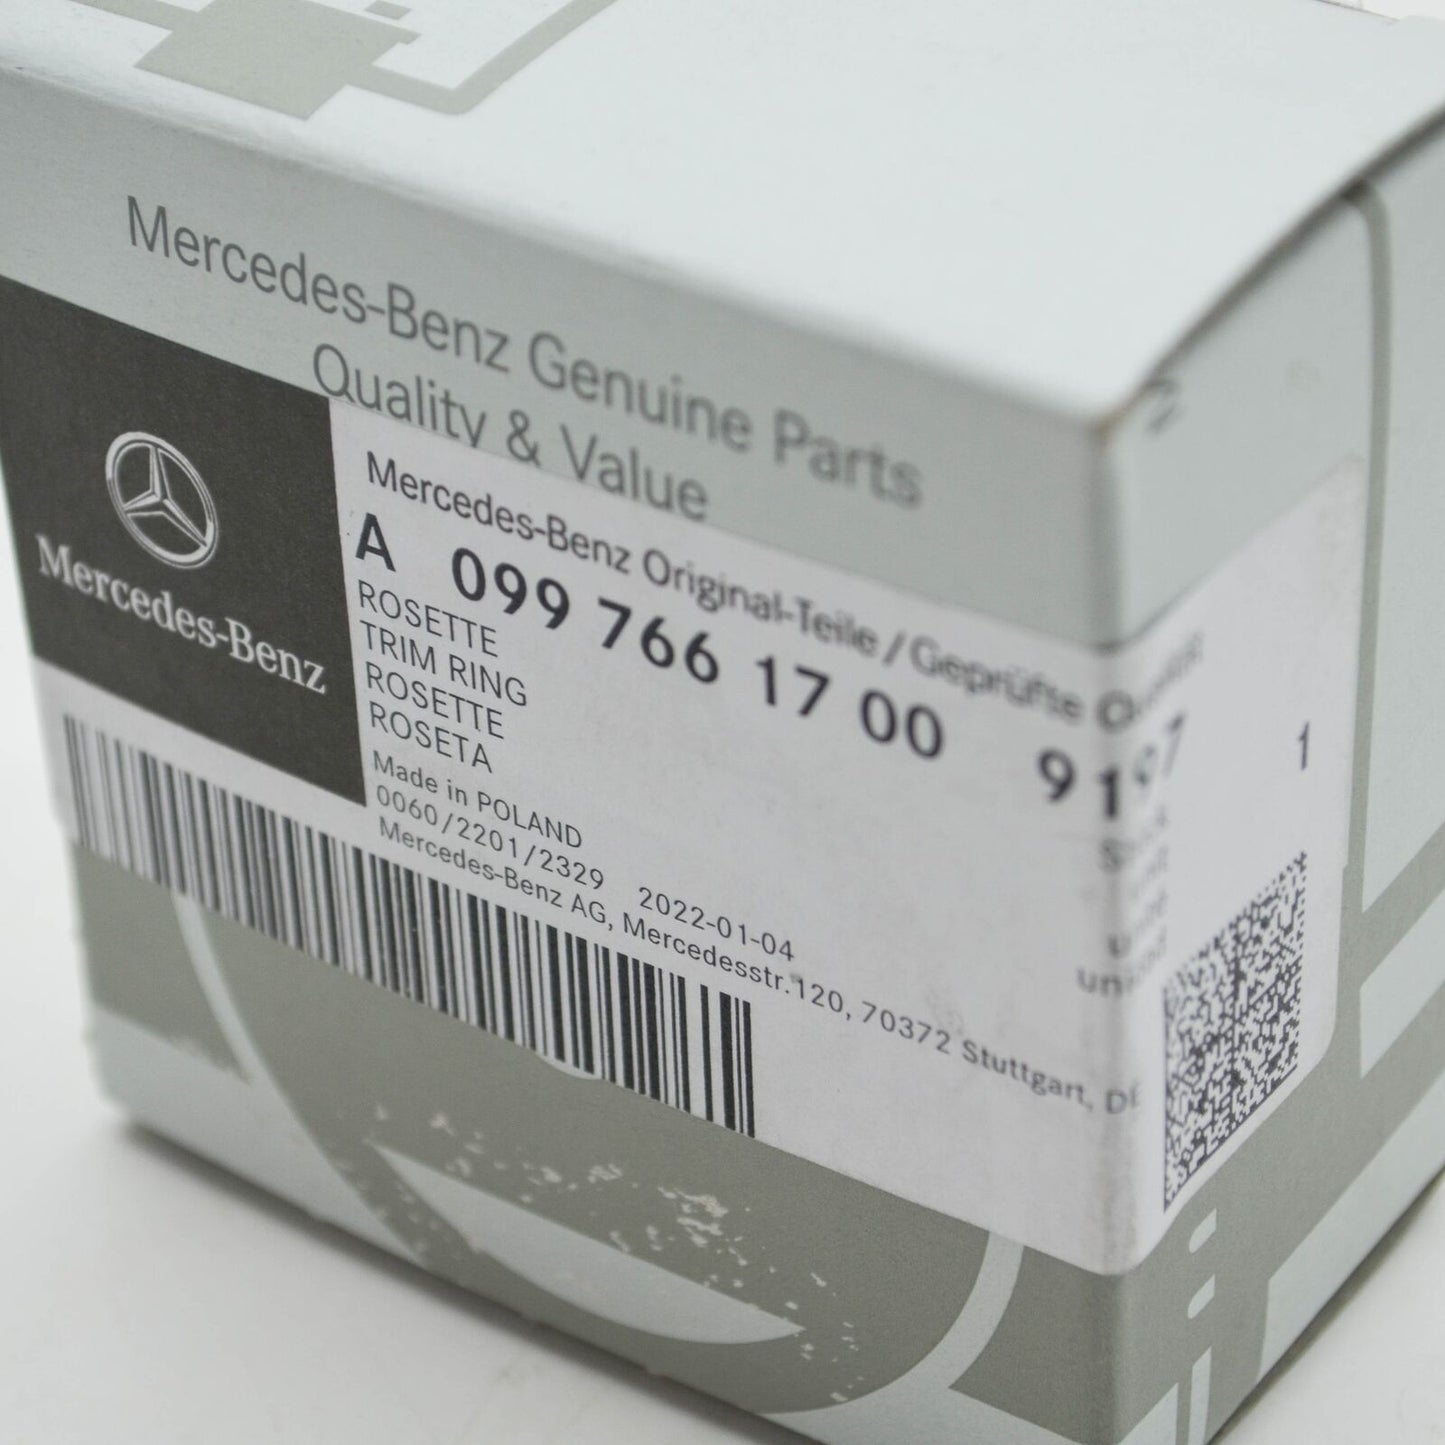 Mercedes-Benz Genuine Parts
Quality & Value
Mercedes-Benz
Mercedes-Benz Original-Teile / Geprüfte
A 099 766 17 00 9197 1
ROSETTE
TRIM RING
ROSETTE
ROSETA
Made in POLAND
0060/2201/2329 2022-01-04
Mercedes-Benz AG, Mercedesstr.120, 70372 Stuttgart, DE